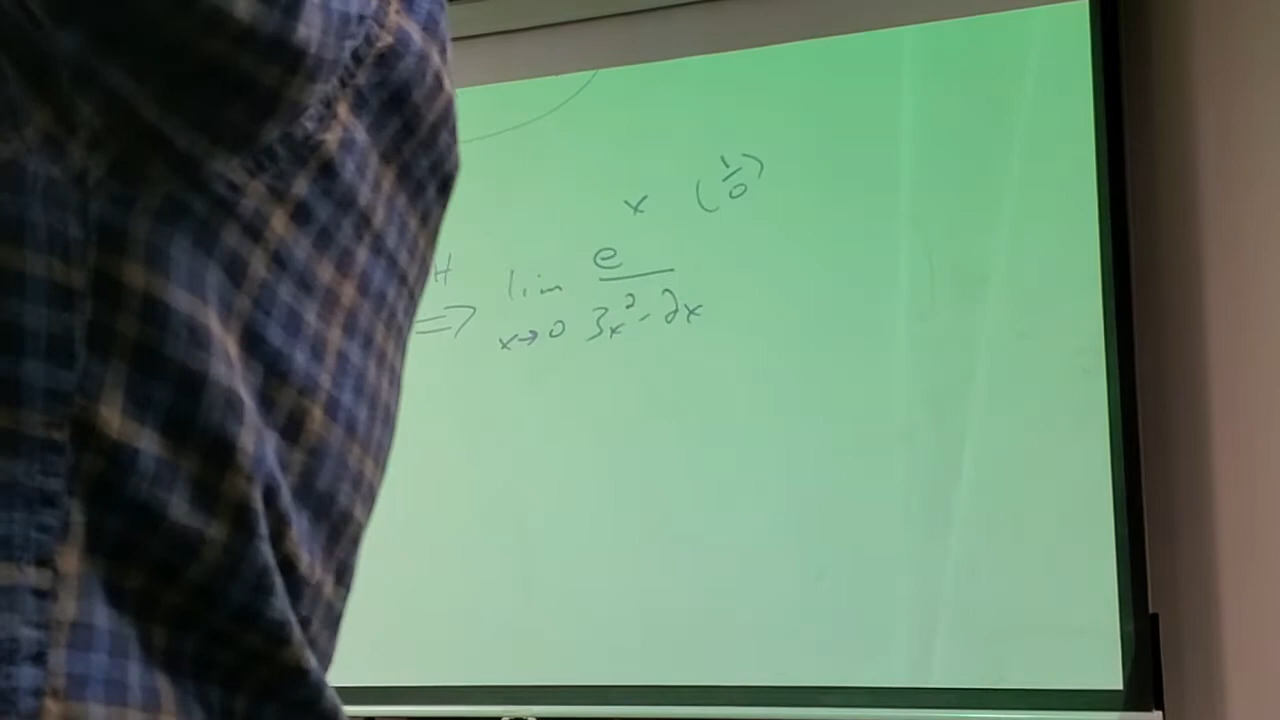 x (1/0)
H
⇒ lim e
x→0 3x² - 2x